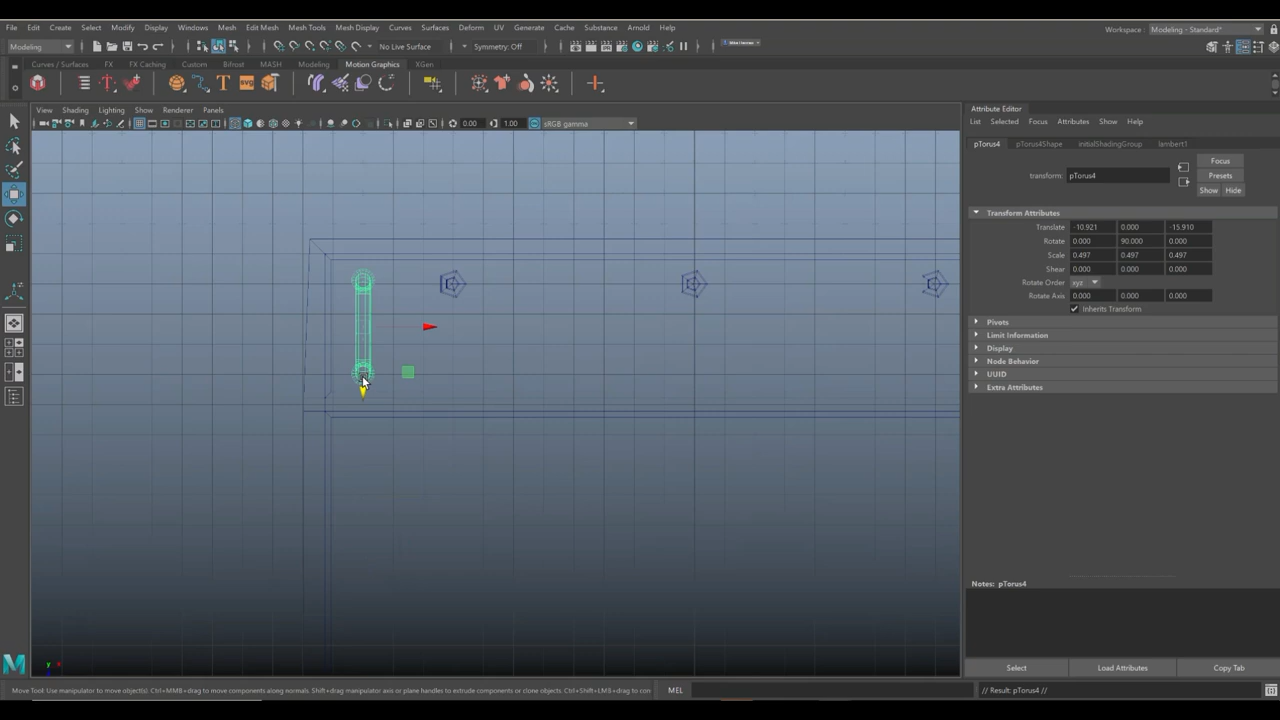 File Edit Create Select Modify Display Windows Mesh Edit Mesh Mesh Tools Mesh Display Curves Surfaces Deform UV Generate Cache Substance Arnold Help
Workspace: Modeling - Standard*
Modeling No Live Surface Symmetry: Off
Curves / Surfaces FX FX Caching Custom Bifrost MASH Modeling Motion Graphics XGen
View Shading Lighting Show Renderer Panels
0.00 1.00 sRGB gamma
Attribute Editor
List Selected Focus Attributes Show Help
pTorus4 pTorus4Shape initialShadingGroup lambert1
Focus
transform: pTorus4 Presets
Show Hide
Transform Attributes
Translate -10.921 0.000 -15.910
Rotate 0.000 90.000 0.000
Scale 0.497 0.497 0.497
Shear 0.000 0.000 0.000
Rotate Order xyz
Rotate Axis 0.000 0.000 0.000
Inherits Transform
Pivots
Limit Information
Display
Node Behavior
UUID
Extra Attributes
Notes: pTorus4
y x
Select Load Attributes Copy Tab
Move Tool: Use manipulator to move object(s). Ctrl+MMB+drag to move components along normals. Shift+drag manipulator axis or plane handles to extrude components or clone objects. Ctrl+Shift+LMB+drag to con
MEL
// Result: pTorus4 //